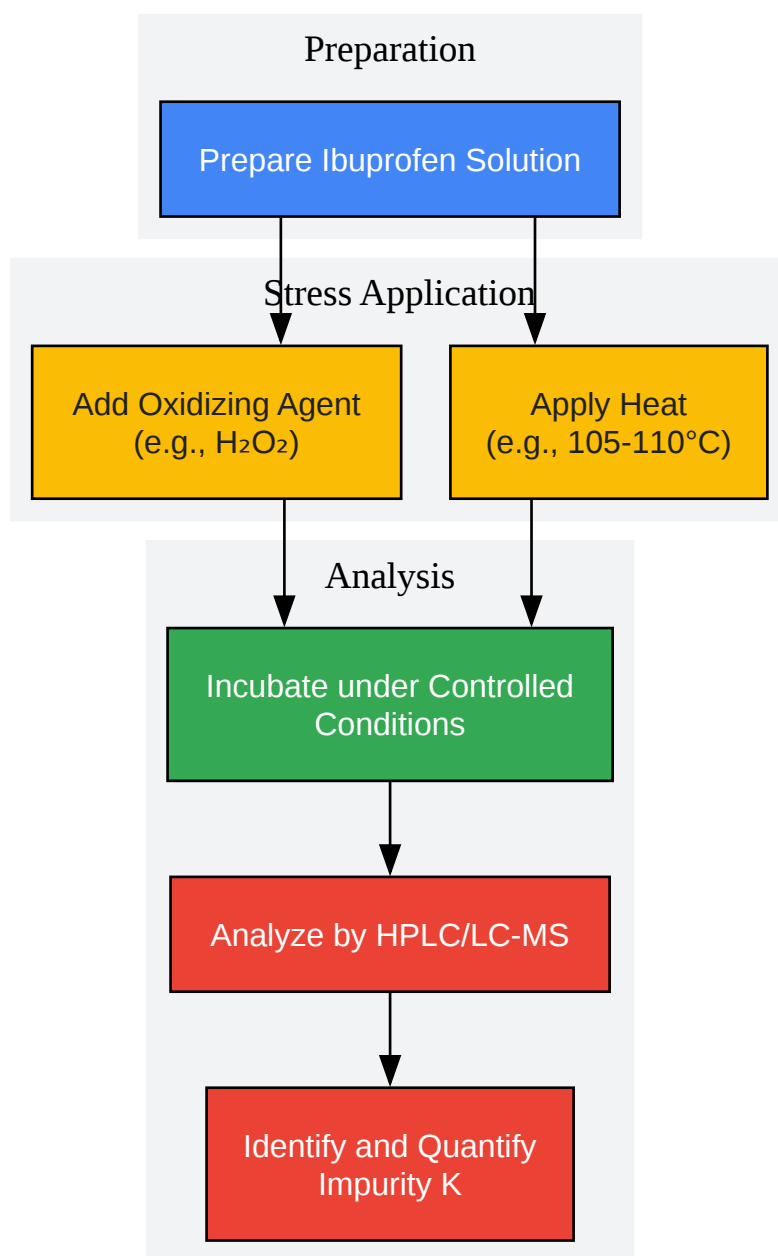 Preparation
Prepare Ibuprofen Solution
Stress Application
Add Oxidizing Agent
(e.g., H₂O₂)
Apply Heat
(e.g., 105-110°C)
Analysis
Incubate under Controlled
Conditions
Analyze by HPLC/LC-MS
Identify and Quantify
Impurity K